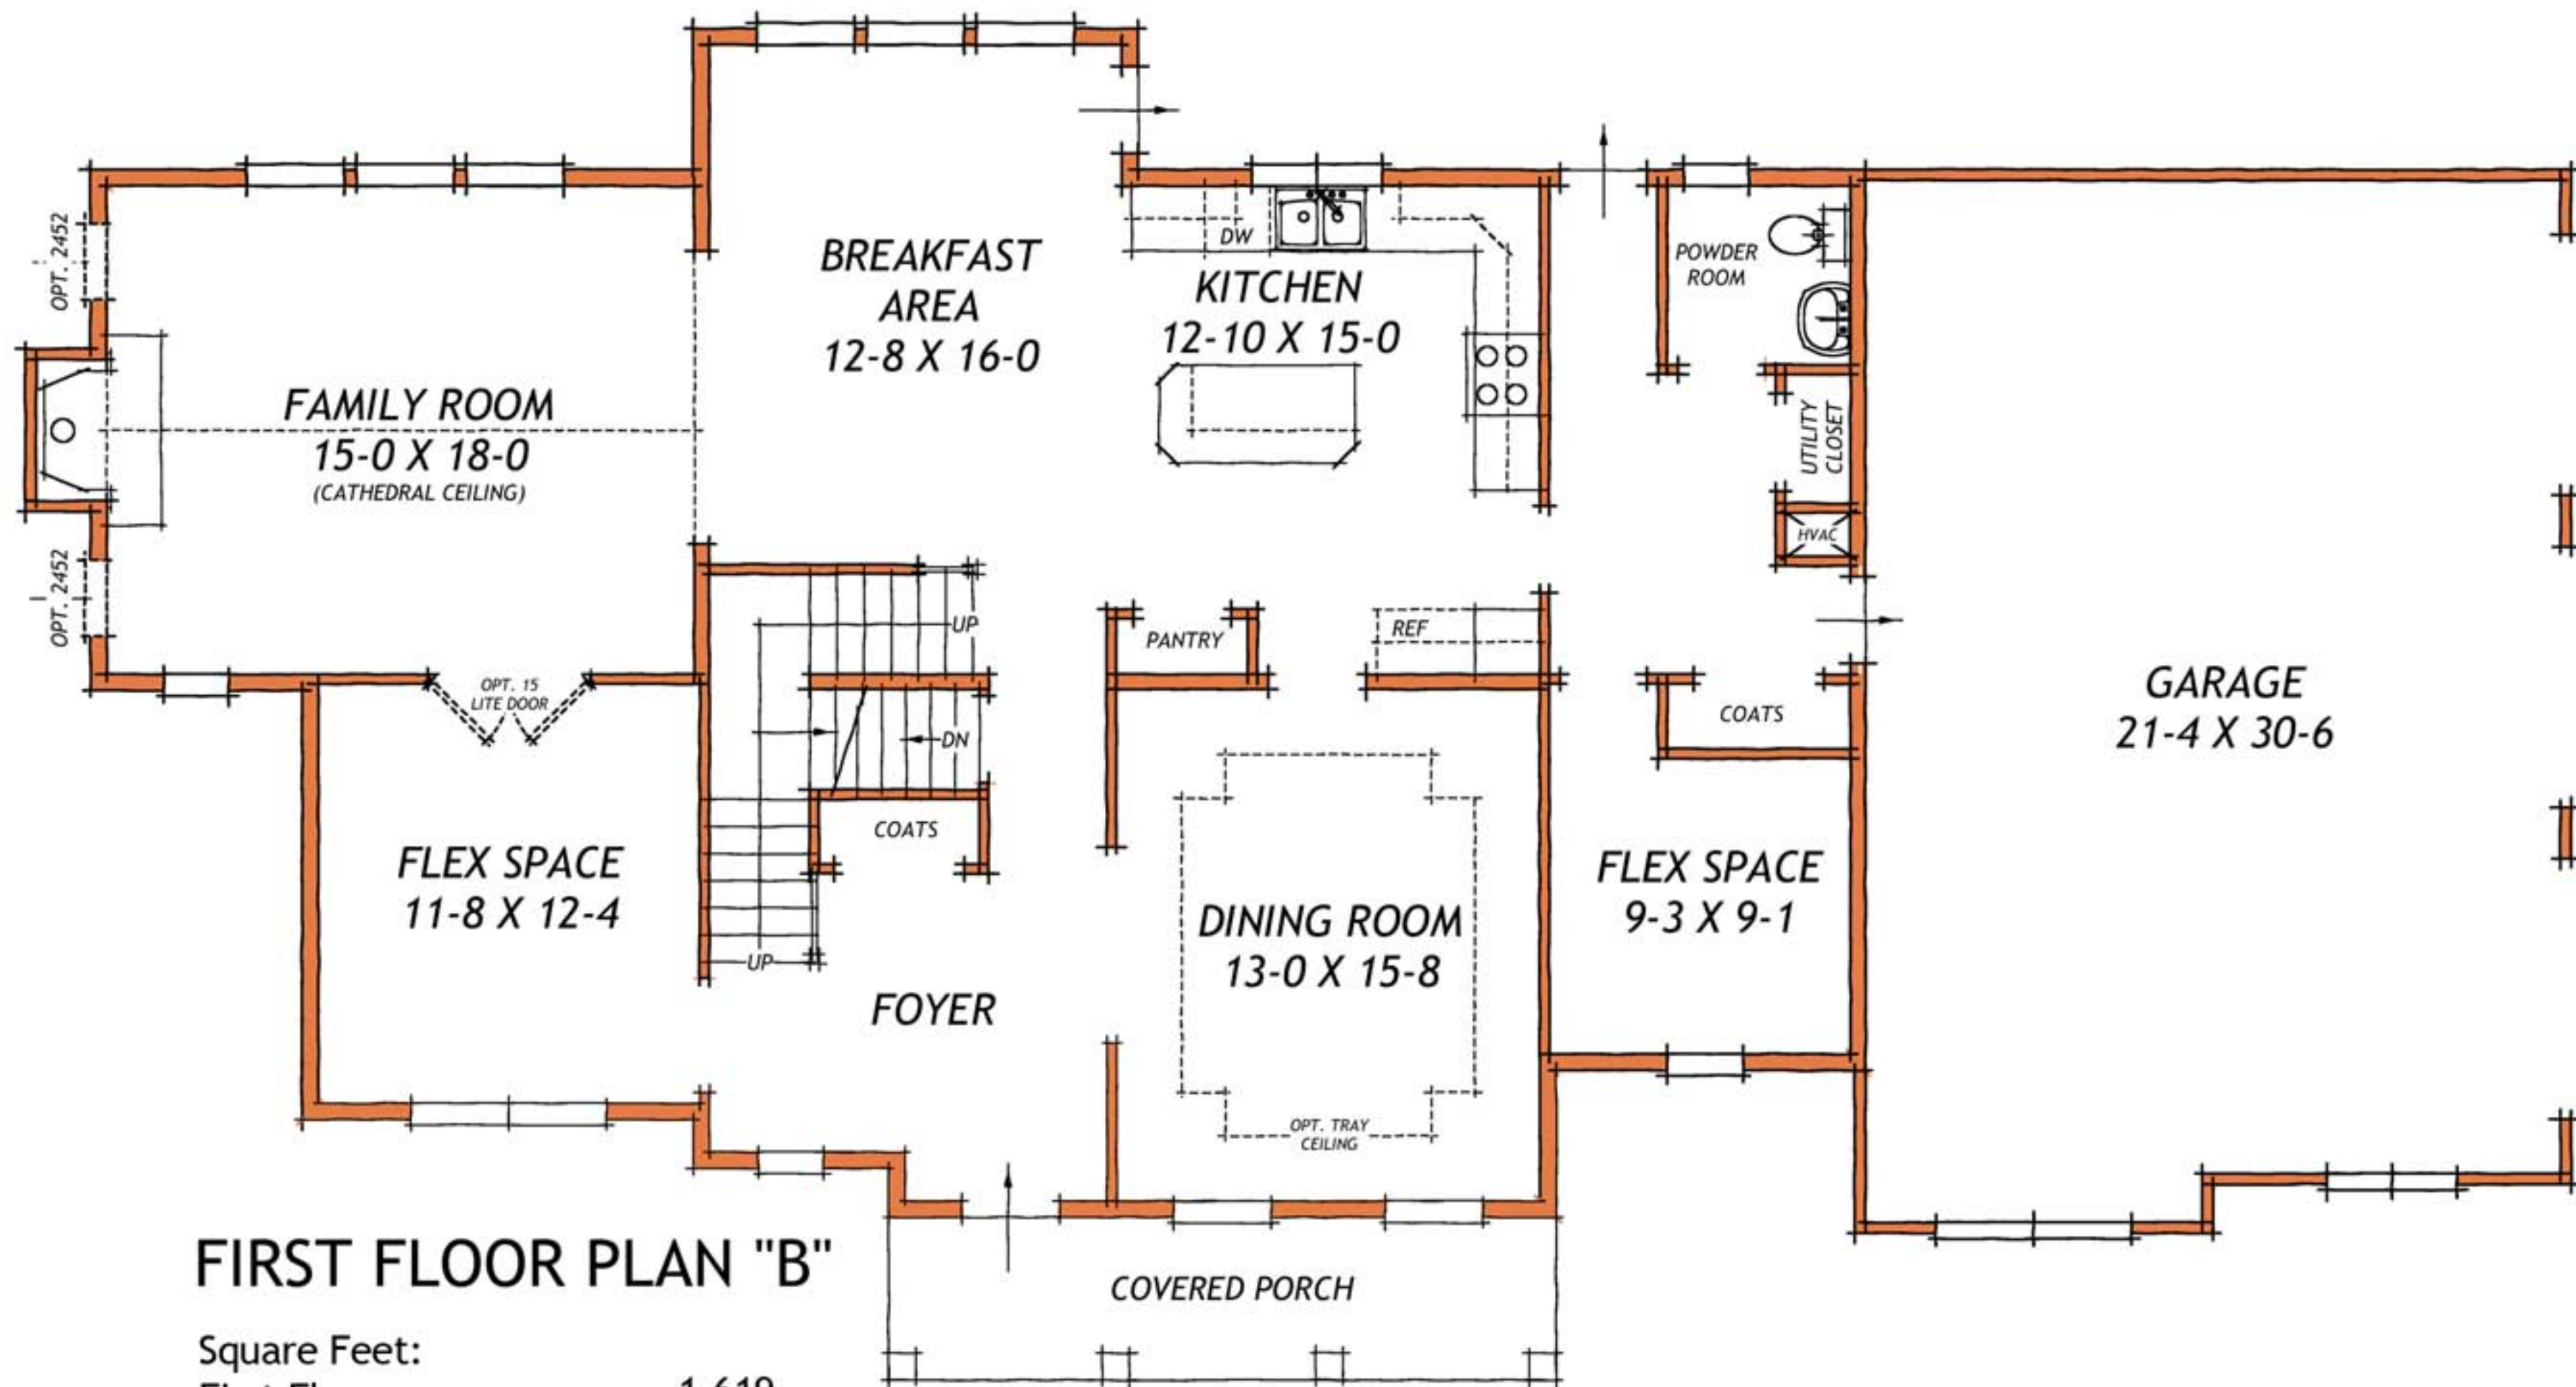 BREAKFAST
AREA
12-8 X 16-0
KITCHEN
12-10 X 15-0
DW
POWDER
ROOM
OPT. 2452
FAMILY ROOM
15-0 X 18-0
(CATHEDRAL CEILING)
UTILITY
CLOSET
HVAC
OPT. 2452
UP
PANTRY
REF
OPT. 15
LITE DOOR
DN
COATS
GARAGE
21-4 X 30-6
COATS
FLEX SPACE
11-8 X 12-4
FLEX SPACE
9-3 X 9-1
DINING ROOM
13-0 X 15-8
UP
FOYER
OPT. TRAY
CEILING
FIRST FLOOR PLAN "B"
COVERED PORCH
Square Feet: